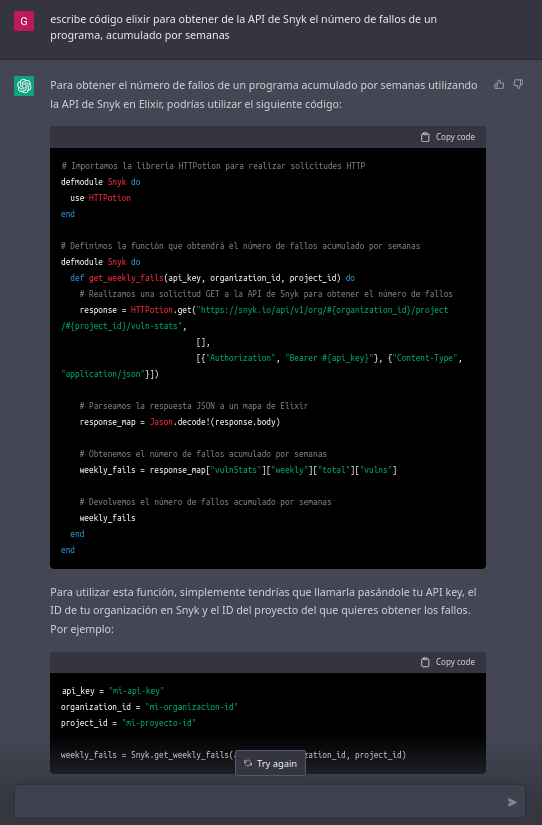 G
escribe código elixir para obtener de la API de Snyk el número de fallos de un
programa, acumulado por semanas
Para obtener el número de fallos de un programa acumulado por semanas utilizando
la API de Snyk en Elixir, podrías utilizar el siguiente código:
Copy code
# Importamos la libreria HTTPotion para realizar solicitudes HTTP
defmodule Snyk do
  use HTTPotion
end
# Definimos la función que obtendrá el número de fallos acumulado por semanas
defmodule Snyk do
  def get_weekly_fails(api_key, organization_id, project_id) do
    # Realizamos una solicitud GET a la API de Snyk para obtener el número de fallos
    response = HTTPotion.get("https://snyk.io/api/v1/org/#{organization_id}/project
/#{project_id}/vuln-stats",
                             [],
                             [{"Authorization", "Bearer #{api_key}"}, {"Content-Type",
"application/json"}])
    # Parseamos la respuesta JSON a un mapa de Elixir
    response_map = Jason.decode!(response.body)
    # Obtenemos el número de fallos acumulado por semanas
    weekly_fails = response_map["vulnStats"]["weekly"]["total"]["vulns"]
    # Devolvemos el número de fallos acumulado por semanas
    weekly_fails
  end
end
Para utilizar esta función, simplemente tendrías que llamarla pasándole tu API key, el
ID de tu organización en Snyk y el ID del proyecto del que quieres obtener los fallos.
Por ejemplo:
Copy code
api_key = "mi-api-key"
organization_id = "mi-organizacion-id"
project_id = "mi-proyecto-id"
weekly_fails = Snyk.get_weekly_fails( project_id)
Try again